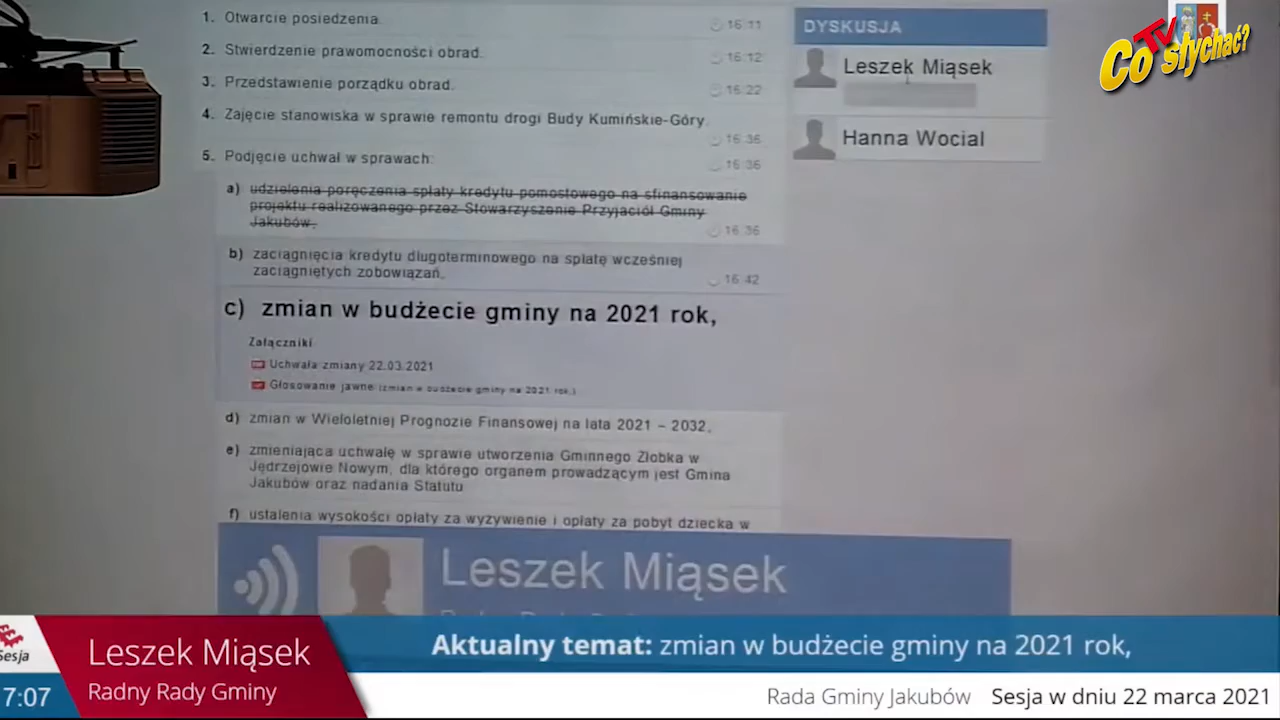 1. Otwarcie posiedzenia. 16:11
2. Stwierdzenie prawomocności obrad. 16:12
3. Przedstawienie porządku obrad. 16:22
4. Zajęcie stanowiska w sprawie remontu drogi Budy Kumińskie-Góry.
16:36
5. Podjęcie uchwał w sprawach: 16:36
a) udzielenia poręczenia spłaty kredytu pomostowego na sfinansowanie
projektu realizowanego przez Stowarzyszenie Przyjaciół Gminy
Jakubów, 16:36
b) zaciągnięcia kredytu długoterminowego na spłatę wcześniej
zaciągniętych zobowiązań, 16:42
c) zmian w budżecie gminy na 2021 rok,
Załączniki
Uchwała zmiany 22.03.2021
Głosowanie jawne (zmian w budżecie gminy na 2021 rok,)
d) zmian w Wieloletniej Prognozie Finansowej na lata 2021 – 2032,
e) zmieniająca uchwałę w sprawie utworzenia Gminnego Żłobka w
Jędrzejowie Nowym, dla którego organem prowadzącym jest Gmina
Jakubów oraz nadania Statutu
f) ustalenia wysokości opłaty za wyżywienie i opłaty za pobyt dziecka w
DYSKUSJA
Leszek Miąsek
Hanna Wocial
Co słychać?
TV
Leszek Miąsek
Sesja
7:07
Leszek Miąsek
Radny Rady Gminy
Aktualny temat: zmian w budżecie gminy na 2021 rok,
Rada Gminy Jakubów Sesja w dniu 22 marca 2021